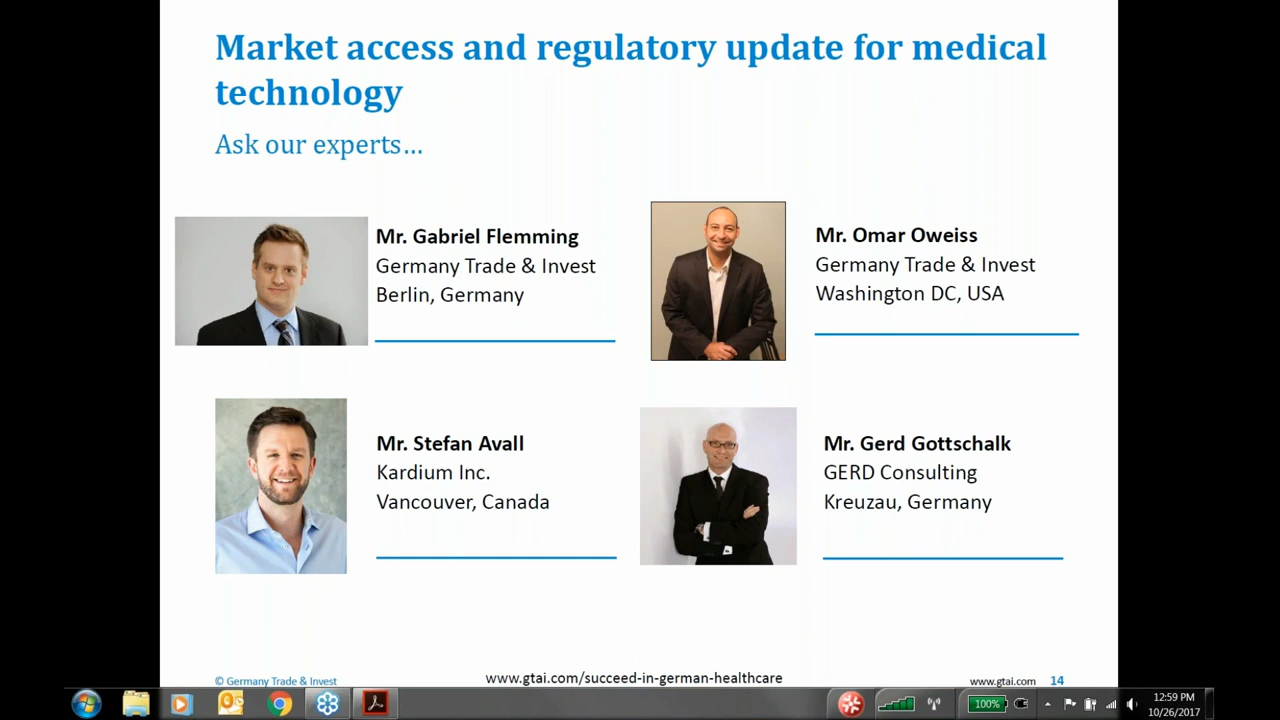 Market access and regulatory update for medical
technology
Ask our experts...
Mr. Gabriel Flemming
Germany Trade & Invest
Berlin, Germany
Mr. Omar Oweiss
Germany Trade & Invest
Washington DC, USA
Mr. Stefan Avall
Kardium Inc.
Vancouver, Canada
Mr. Gerd Gottschalk
GERD Consulting
Kreuzau, Germany
© Germany Trade & Invest
www.gtai.com/succeed-in-german-healthcare
www.gtai.com 14
100%
12:59 PM
10/26/2017